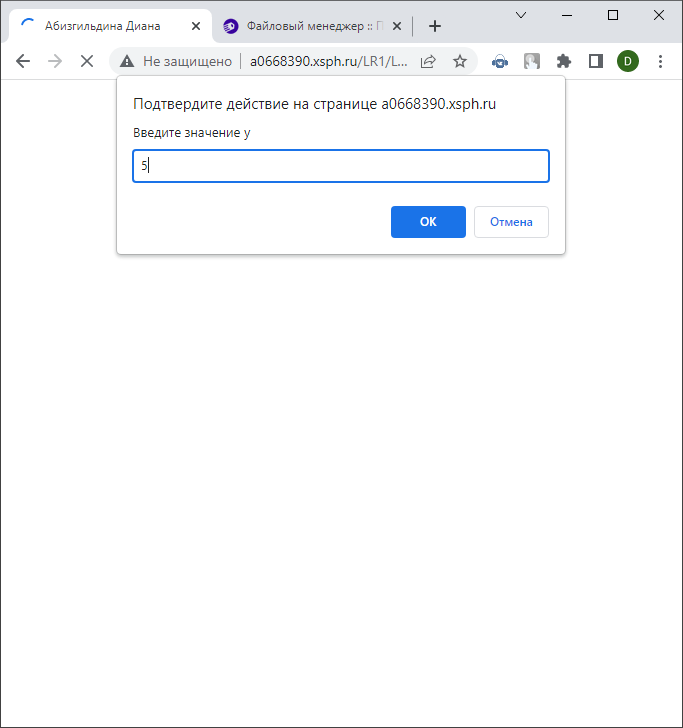 Абизгильдина Диана
Файловый менеджер :: П
Не защищено
a0668390.xsph.ru/LR1/L...
D
Подтвердите действие на странице a0668390.xsph.ru
Введите значение y
5
ОК
Отмена